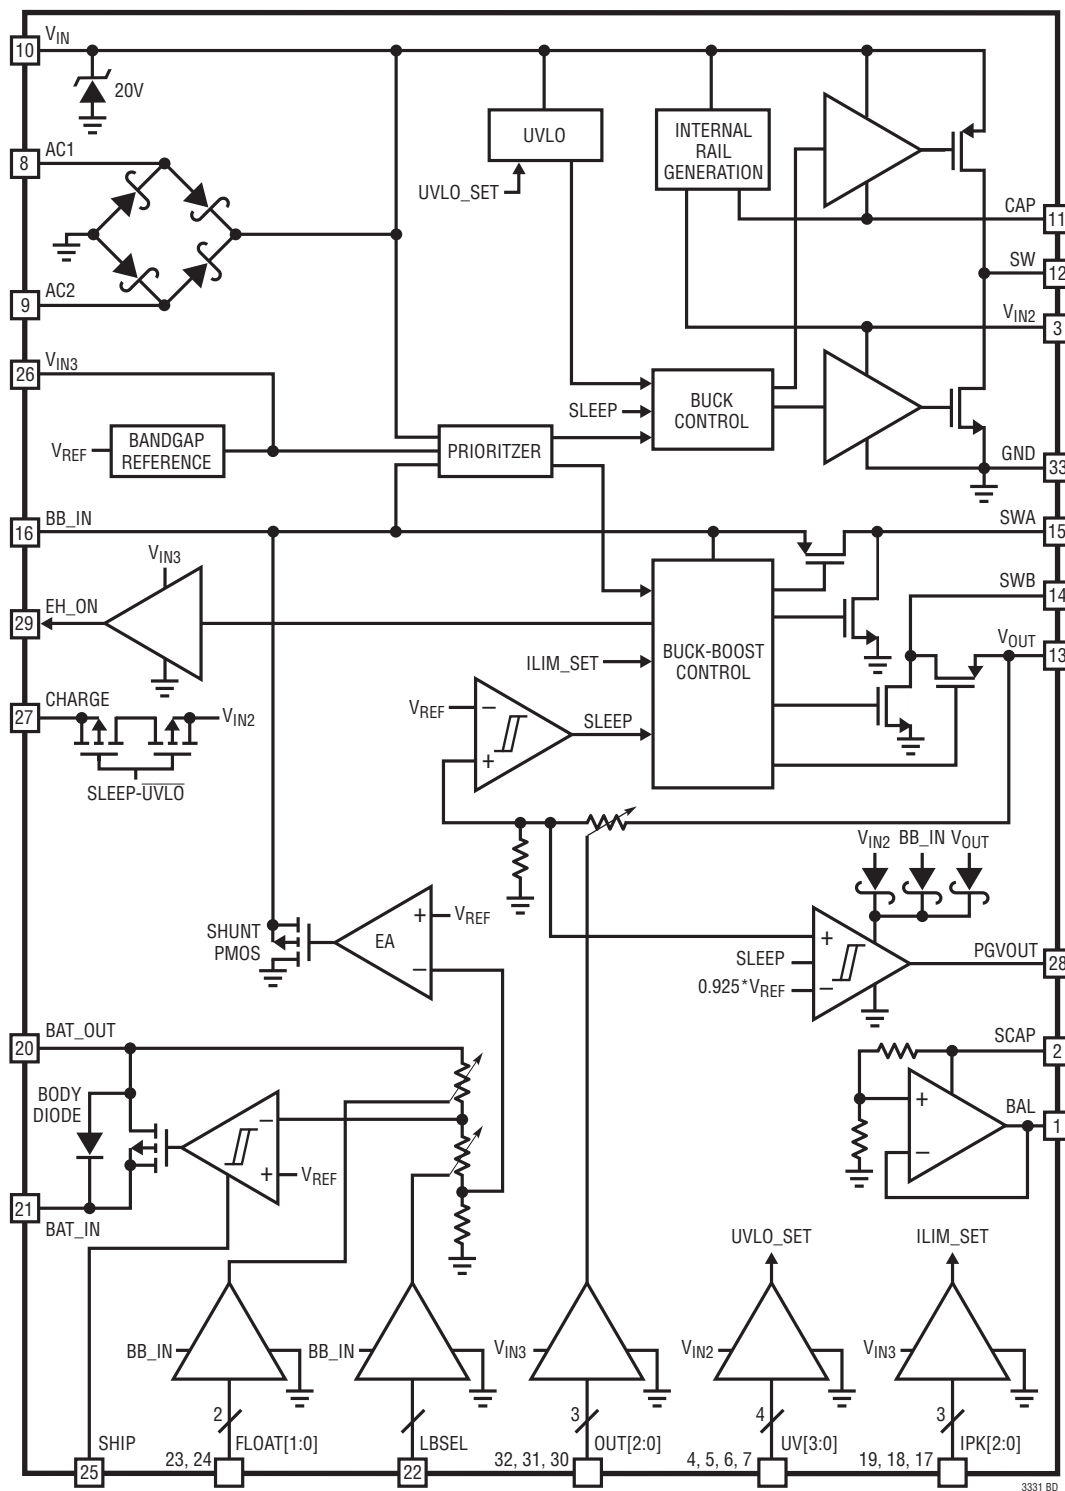 10 VIN
20V
8 AC1
9 AC2
UVLO
UVLO_SET
INTERNAL
RAIL
GENERATION
CAP 11
SW 12
VIN2 3
26 VIN3
VREF
BANDGAP
REFERENCE
PRIORITZER
SLEEP
BUCK
CONTROL
GND 33
16 BB_IN
SWA 15
VIN3
SWB 14
29 EH_ON
VOUT 13
ILIM_SET
BUCK-BOOST
CONTROL
27 CHARGE
VIN2
SLEEP-UVLO
VREF
SLEEP
−
+
VIN2 BB_IN VOUT
SHUNT
PMOS
EA
+
−
VREF
+
SLEEP
0.925*VREF
−
PGVOUT 28
20 BAT_OUT
SCAP 2
BODY
DIODE
−
+
VREF
+
−
BAL 1
21 BAT_IN
UVLO_SET
ILIM_SET
BB_IN
BB_IN
VIN3
VIN2
VIN3
2
3
4
3
SHIP
25
FLOAT[1:0]
23, 24
LBSEL
22
OUT[2:0]
32, 31, 30
UV[3:0]
4, 5, 6, 7
IPK[2:0]
19, 18, 17
3331 BD